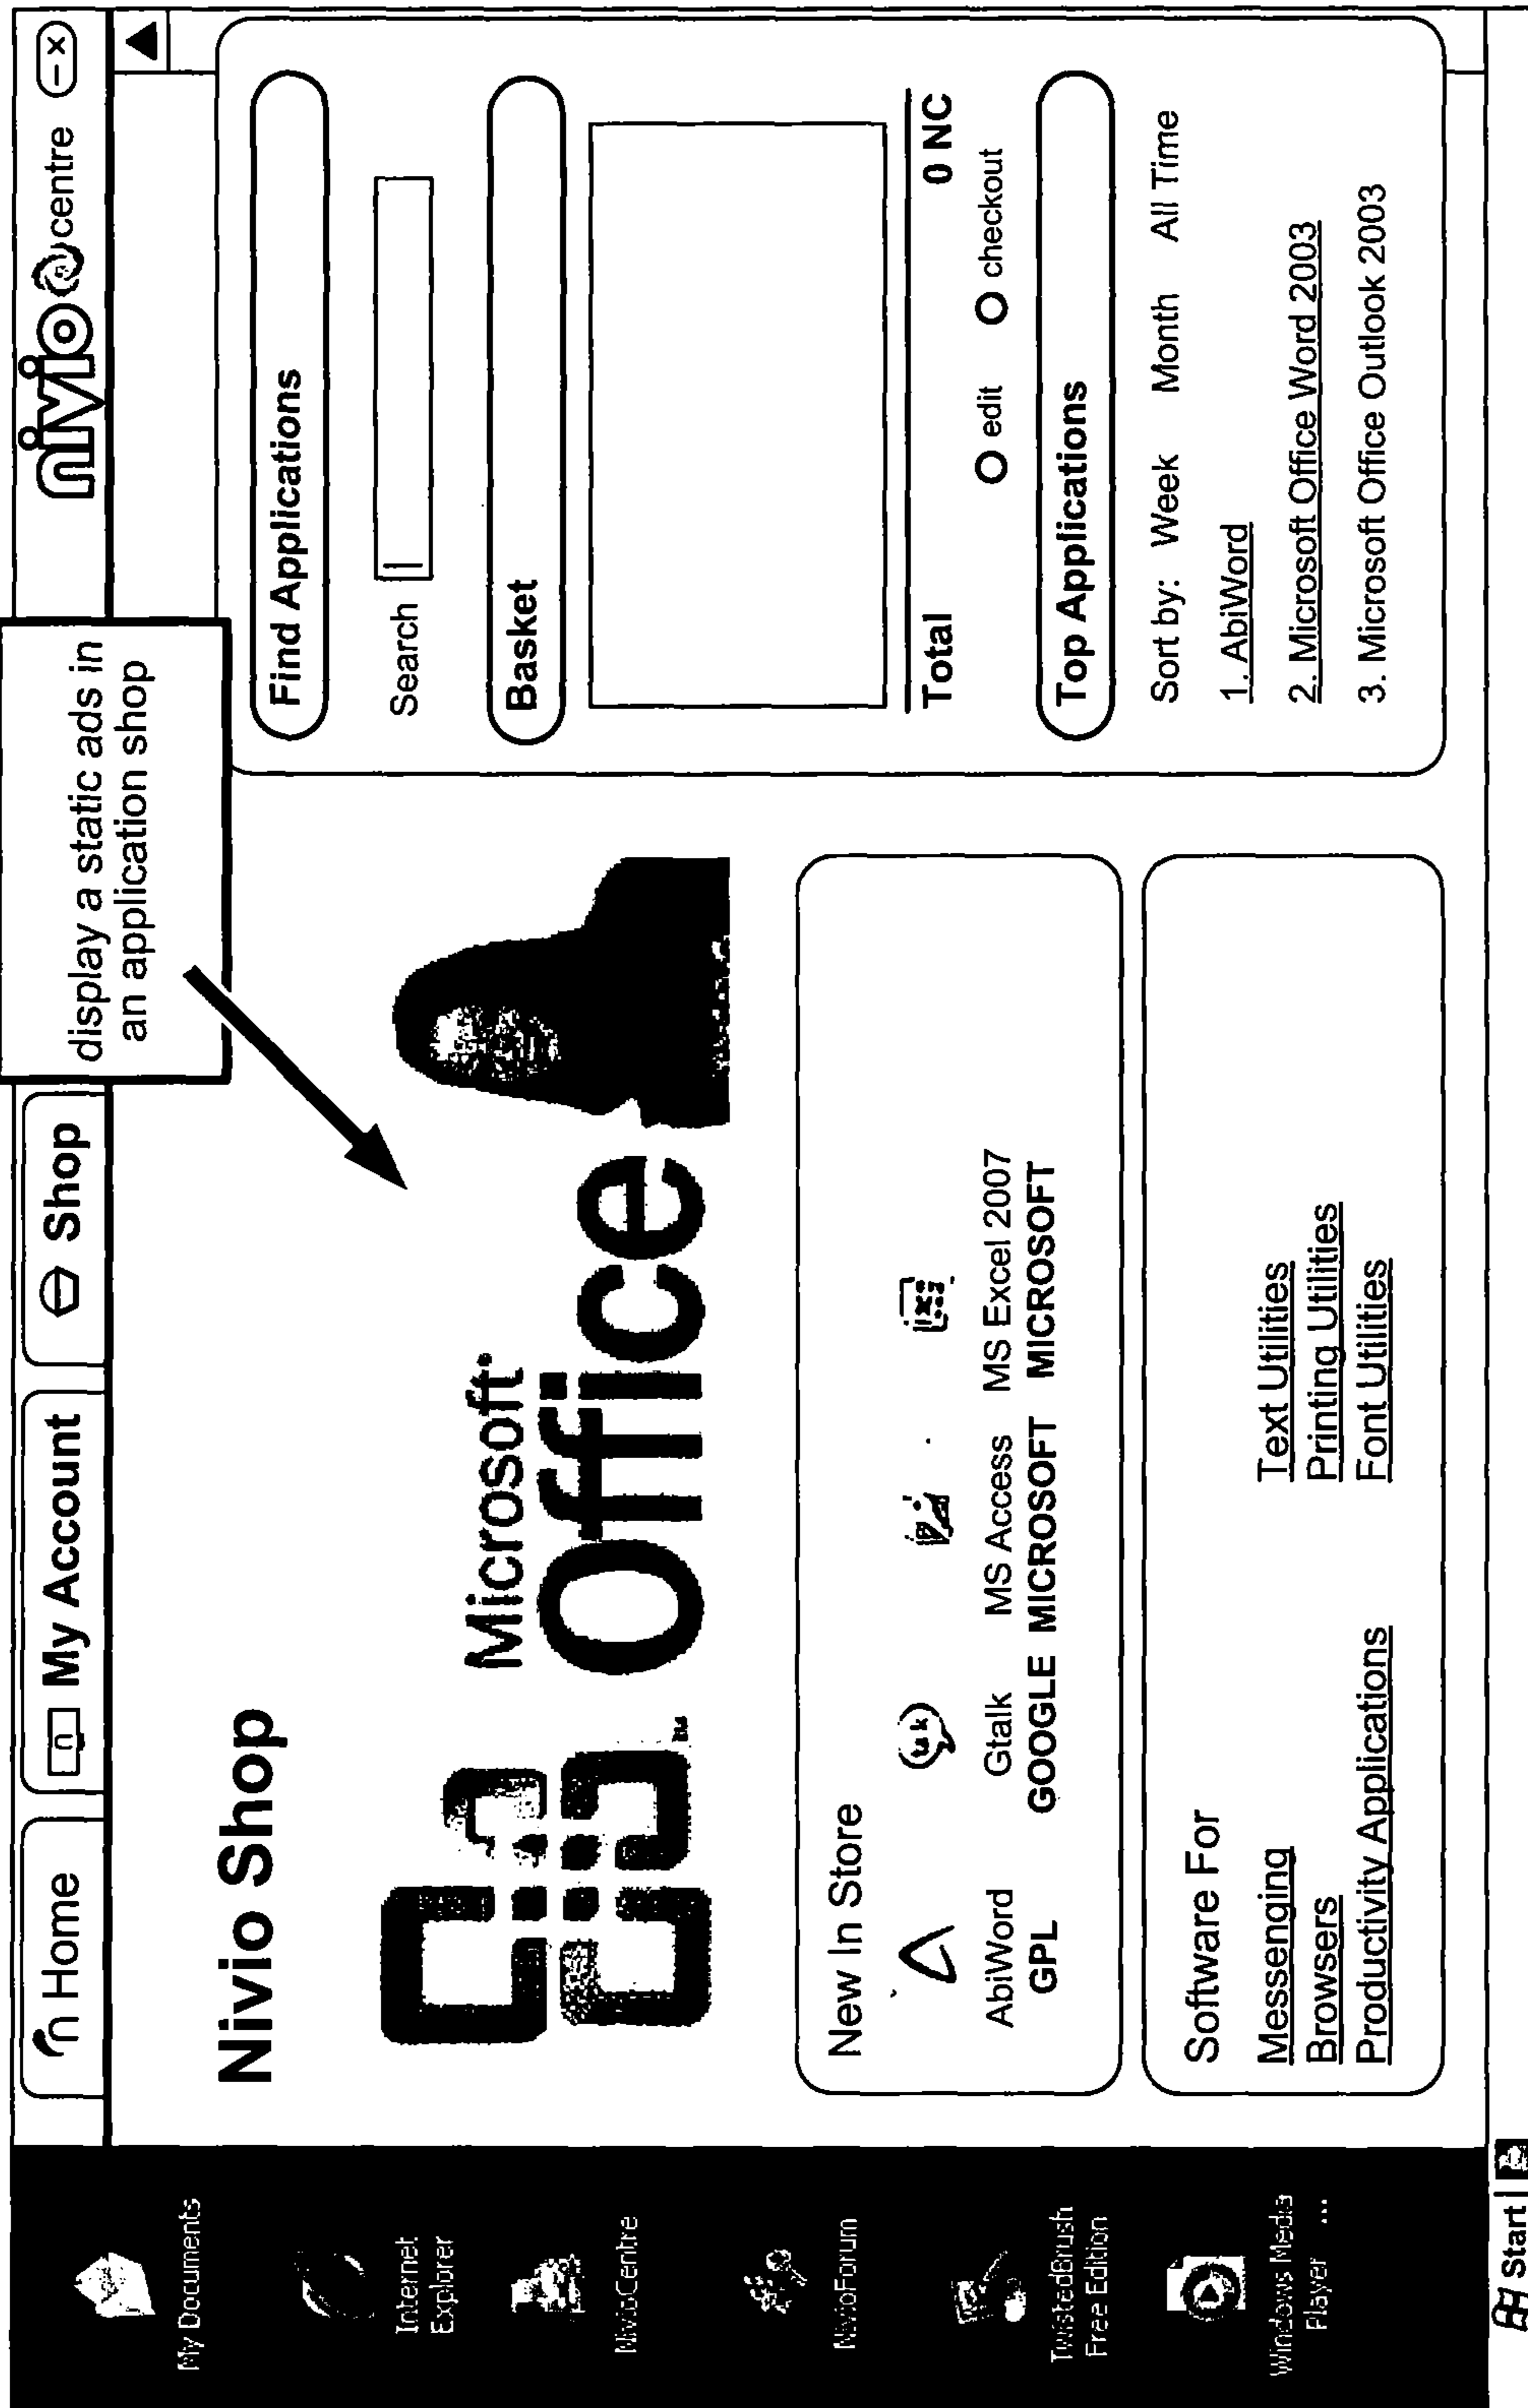 My Documents
Internet
Explorer
NivioCentre
NivioForum
TwistedBrush
Free Edition
Windows Media
Player ...
Start
Home
My Account
Shop
nivio centre
display a static ads in
an application shop
Nivio Shop
Microsoft
Office
New In Store
talk
AbiWord Gtalk MS Access MS Excel 2007
GPL GOOGLE MICROSOFT MICROSOFT
Software For
Messenging Text Utilities
Browsers Printing Utilities
Productivity Applications Font Utilities
Find Applications
Search
Basket
Total 0 NC
edit checkout
Top Applications
Sort by: Week Month All Time
1. AbiWord
2. Microsoft Office Word 2003
3. Microsoft Office Outlook 2003